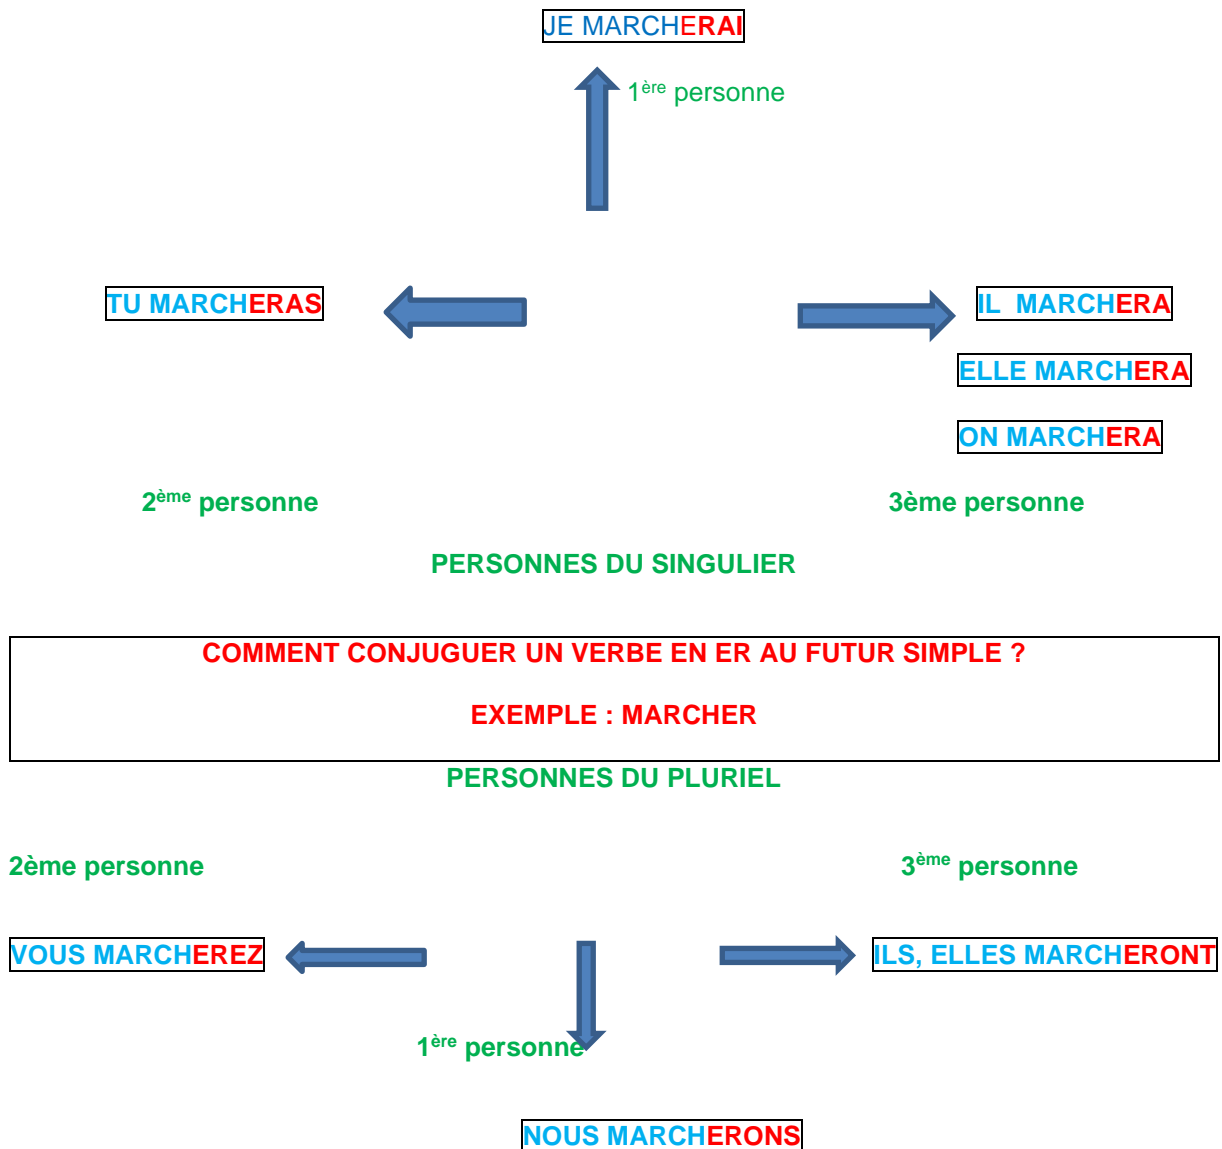 JE MARCHERAI
1ère personne
TU MARCHERAS
IL  MARCHERA
ELLE MARCHERA
ON MARCHERA
2ème personne
3ème personne
PERSONNES DU SINGULIER
COMMENT CONJUGUER UN VERBE EN ER AU FUTUR SIMPLE ?
EXEMPLE : MARCHER
PERSONNES DU PLURIEL
2ème personne
3ème personne
VOUS MARCHEREZ
ILS, ELLES MARCHERONT
1ère personne
NOUS MARCHERONS